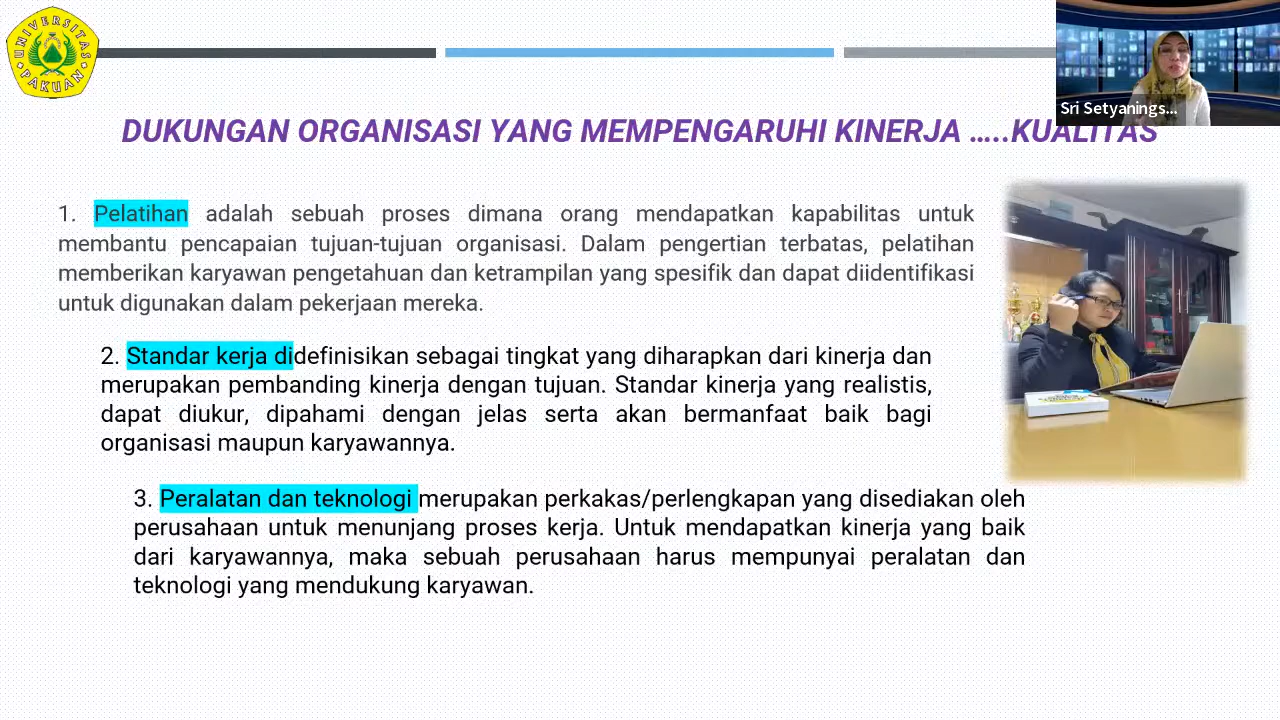 UNIVERSITAS
PAKUAN
Sri Setyanings...
DUKUNGAN ORGANISASI YANG MEMPENGARUHI KINERJA …..KUALITAS
1. Pelatihan adalah sebuah proses dimana orang mendapatkan kapabilitas untuk
membantu pencapaian tujuan-tujuan organisasi. Dalam pengertian terbatas, pelatihan
memberikan karyawan pengetahuan dan ketrampilan yang spesifik dan dapat diidentifikasi
untuk digunakan dalam pekerjaan mereka.
2. Standar kerja didefinisikan sebagai tingkat yang diharapkan dari kinerja dan
merupakan pembanding kinerja dengan tujuan. Standar kinerja yang realistis,
dapat diukur, dipahami dengan jelas serta akan bermanfaat baik bagi
organisasi maupun karyawannya.
3. Peralatan dan teknologi merupakan perkakas/perlengkapan yang disediakan oleh
perusahaan untuk menunjang proses kerja. Untuk mendapatkan kinerja yang baik
dari karyawannya, maka sebuah perusahaan harus mempunyai peralatan dan
teknologi yang mendukung karyawan.